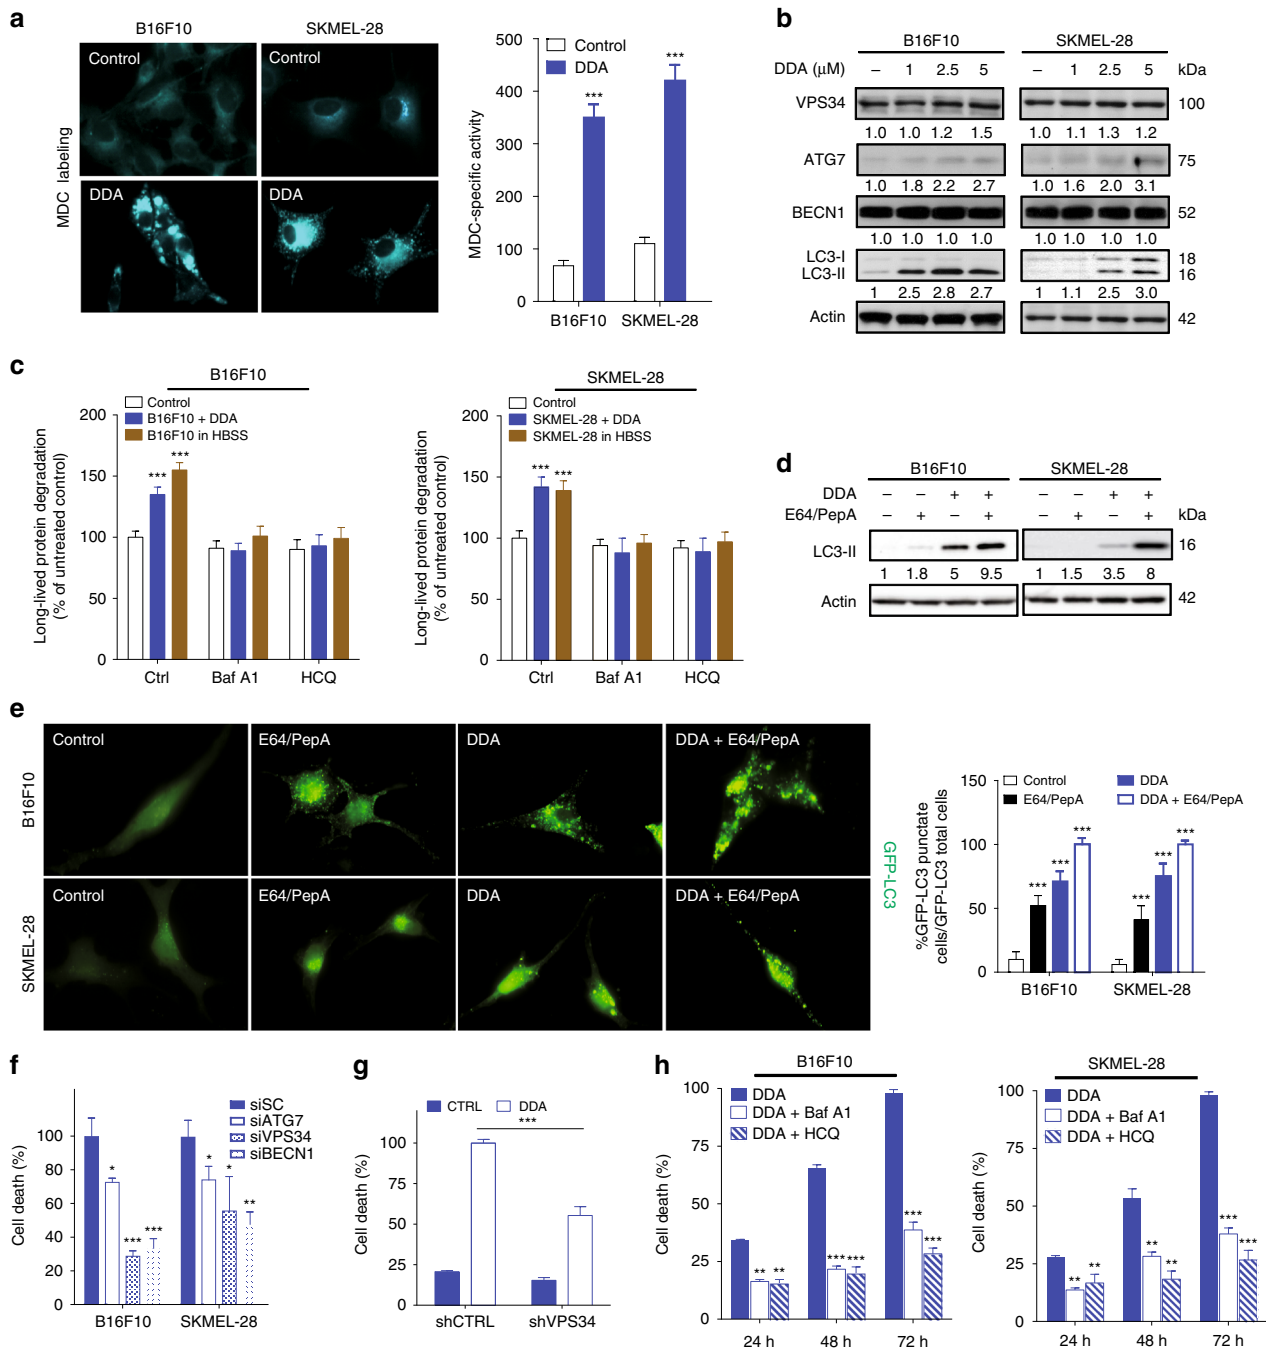 a
B16F10
SKMEL-28
MDC labeling
Control
Control
DDA
DDA
MDC-specific activity
500
400
300
200
100
0
Control
DDA
***
***
B16F10
SKMEL-28
b
B16F10
SKMEL-28
DDA (μM)
– 1 2.5 5
– 1 2.5 5
kDa
VPS34
100
1.0 1.0 1.2 1.5
1.0 1.1 1.3 1.2
ATG7
75
1.0 1.8 2.2 2.7
1.0 1.6 2.0 3.1
BECN1
52
1.0 1.0 1.0 1.0
1.0 1.0 1.0 1.0
LC3-I
18
LC3-II
16
1 2.5 2.8 2.7
1 1.1 2.5 3.0
Actin
42
c
B16F10
Control
B16F10 + DDA
B16F10 in HBSS
Long-lived protein degradation
(% of untreated control)
200
150
100
50
0
***
***
Ctrl
Baf A1
HCQ
SKMEL-28
Control
SKMEL-28 + DDA
SKMEL-28 in HBSS
Long-lived protein degradation
(% of untreated control)
200
150
100
50
0
***
***
Ctrl
Baf A1
HCQ
d
B16F10
SKMEL-28
DDA
– – + +
– – + +
E64/PepA
– + – +
– + – +
kDa
LC3-II
16
1 1.8 5 9.5
1 1.5 3.5 8
Actin
42
e
B16F10
Control
E64/PepA
DDA
DDA + E64/PepA
SKMEL-28
Control
E64/PepA
DDA
DDA + E64/PepA
GFP-LC3
%GFP-LC3 punctate
cells/GFP-LC3 total cells
150
100
50
0
Control
DDA
E64/PepA
DDA + E64/PepA
***
***
***
***
***
***
B16F10
SKMEL-28
f
Cell death (%)
100
80
60
40
20
0
siSC
siATG7
siVPS34
siBECN1
*
***
***
*
*
**
B16F10
SKMEL-28
g
CTRL
DDA
***
Cell death (%)
100
75
50
25
0
shCTRL
shVPS34
h
B16F10
DDA
DDA + Baf A1
DDA + HCQ
Cell death (%)
100
50
25
0
**
**
***
***
***
***
24 h
48 h
72 h
SKMEL-28
DDA
DDA + Baf A1
DDA + HCQ
Cell death (%)
100
50
25
0
**
**
**
**
***
***
24 h
48 h
72 h